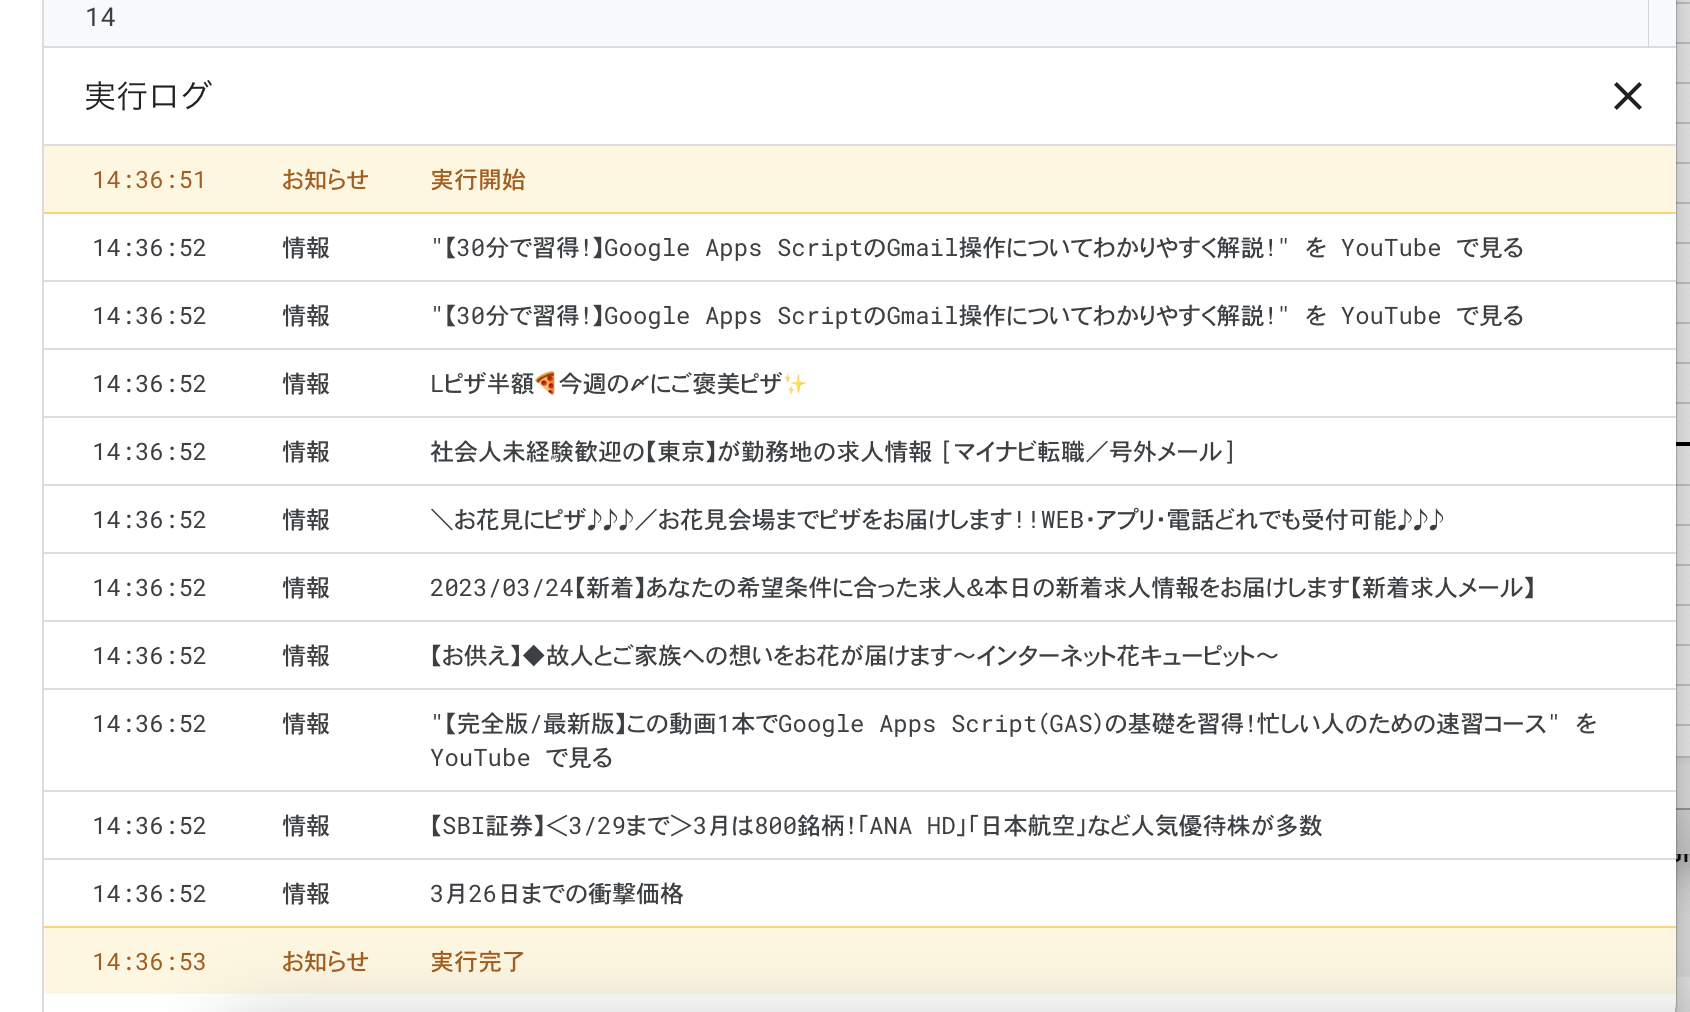 14
実行ログ
14:36:51 お知らせ 実行開始
14:36:52 情報 "【30分で習得！】Google Apps ScriptのGmail操作についてわかりやすく解説！" を YouTube で見る
14:36:52 情報 "【30分で習得！】Google Apps ScriptのGmail操作についてわかりやすく解説！" を YouTube で見る
14:36:52 情報 Lピザ半額🍕今週の〆にご褒美ピザ✨
14:36:52 情報 社会人未経験歓迎の【東京】が勤務地の求人情報［マイナビ転職／号外メール］
14:36:52 情報 ＼お花見にピザ♪♪♪／お花見会場までピザをお届けします！！WEB・アプリ・電話どれでも受付可能♪♪♪
14:36:52 情報 2023/03/24【新着】あなたの希望条件に合った求人&本日の新着求人情報をお届けします【新着求人メール】
14:36:52 情報 【お供え】◆故人とご家族への想いをお花が届けます～インターネット花キューピット～
14:36:52 情報 "【完全版/最新版】この動画1本でGoogle Apps Script(GAS)の基礎を習得！忙しい人のための速習コース" を
YouTube で見る
14:36:52 情報 【SBI証券】＜3/29まで＞3月は800銘柄！「ANA HD」「日本航空」など人気優待株が多数
14:36:52 情報 3月26日までの衝撃価格
14:36:53 お知らせ 実行完了